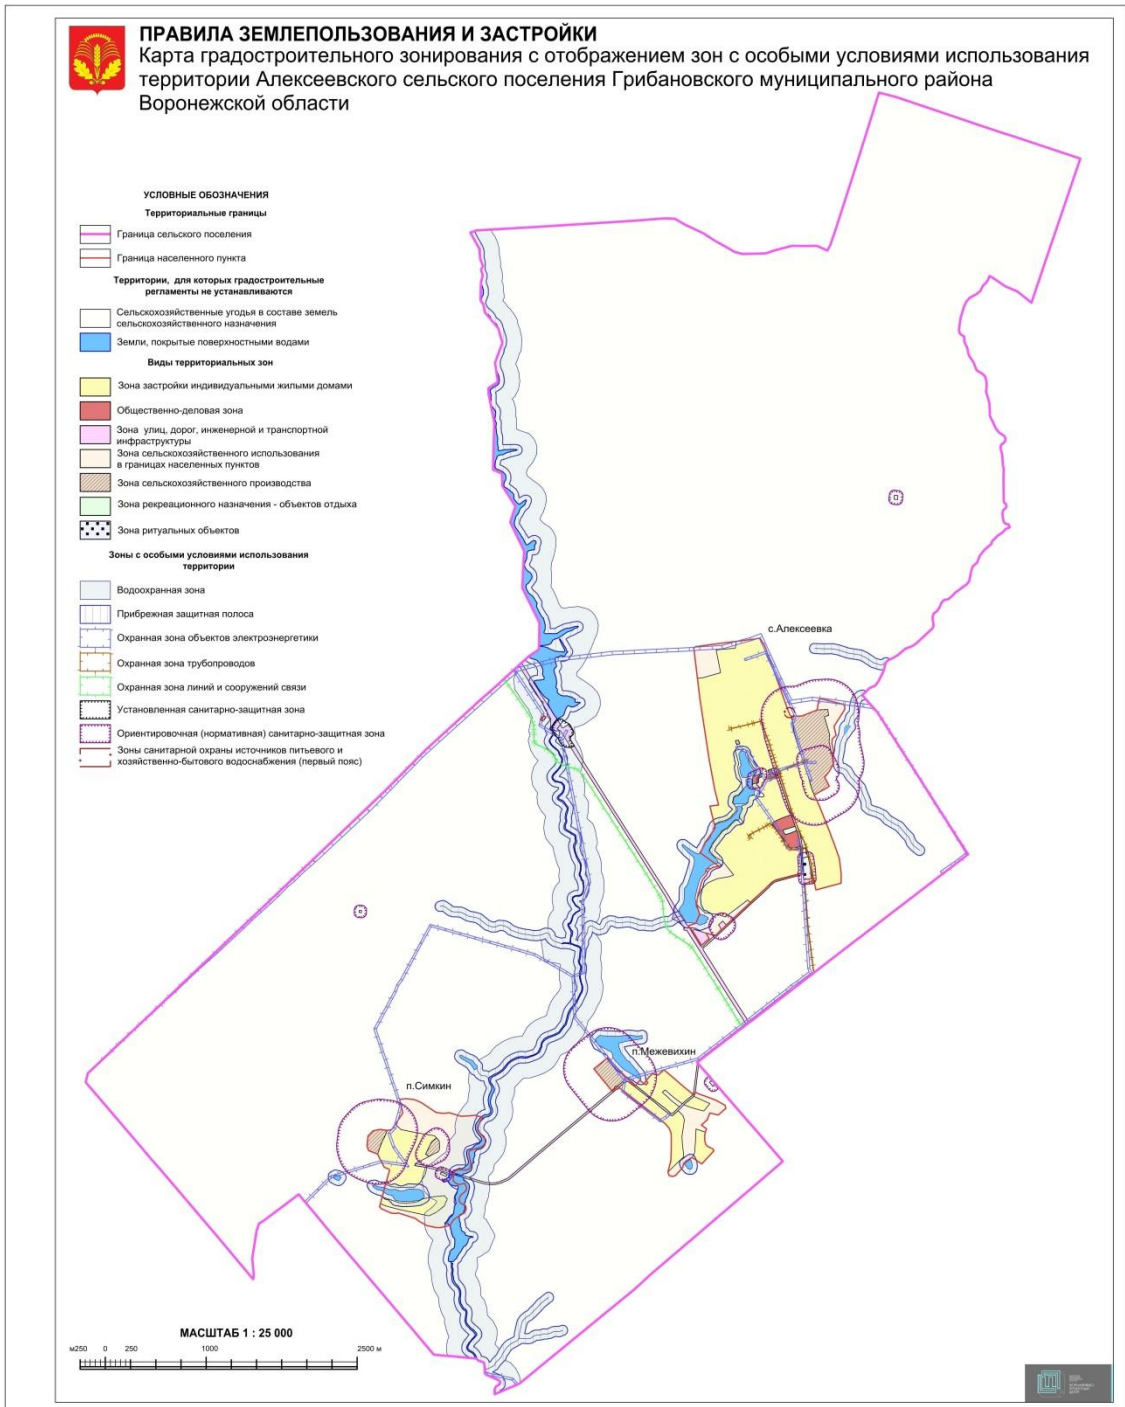 ПРАВИЛА ЗЕМЛЕПОЛЬЗОВАНИЯ И ЗАСТРОЙКИ
Карта градостроительного зонирования с отображением зон с особыми условиями использования
территории Алексеевского сельского поселения Грибановского муниципального района
Воронежской области
УСЛОВНЫЕ ОБОЗНАЧЕНИЯ
Территориальные границы
Граница сельского поселения
Граница населенного пункта
Территории, для которых градостроительные
регламенты не устанавливаются
Сельскохозяйственные угодья в составе земель
сельскохозяйственного назначения
Земли, покрытые поверхностными водами
Виды территориальных зон
Зона застройки индивидуальными жилыми домами
Общественно-деловая зона
Зона улиц, дорог, инженерной и транспортной
инфраструктуры
Зона сельскохозяйственного использования
в границах населенных пунктов
Зона сельскохозяйственного производства
Зона рекреационного назначения - объектов отдыха
Зона ритуальных объектов
Зоны с особыми условиями использования
территории
Водоохранная зона
Прибрежная защитная полоса
Охранная зона объектов электроэнергетики
Охранная зона трубопроводов
Охранная зона линий и сооружений связи
Установленная санитарно-защитная зона
Ориентировочная (нормативная) санитарно-защитная зона
Зоны санитарной охраны источников питьевого и
хозяйственно-бытового водоснабжения (первый пояс)
с.Алексеевка
п.Межевихин
п.Симкин
МАСШТАБ 1 : 25 000
м250 0 250 1000 2500 м